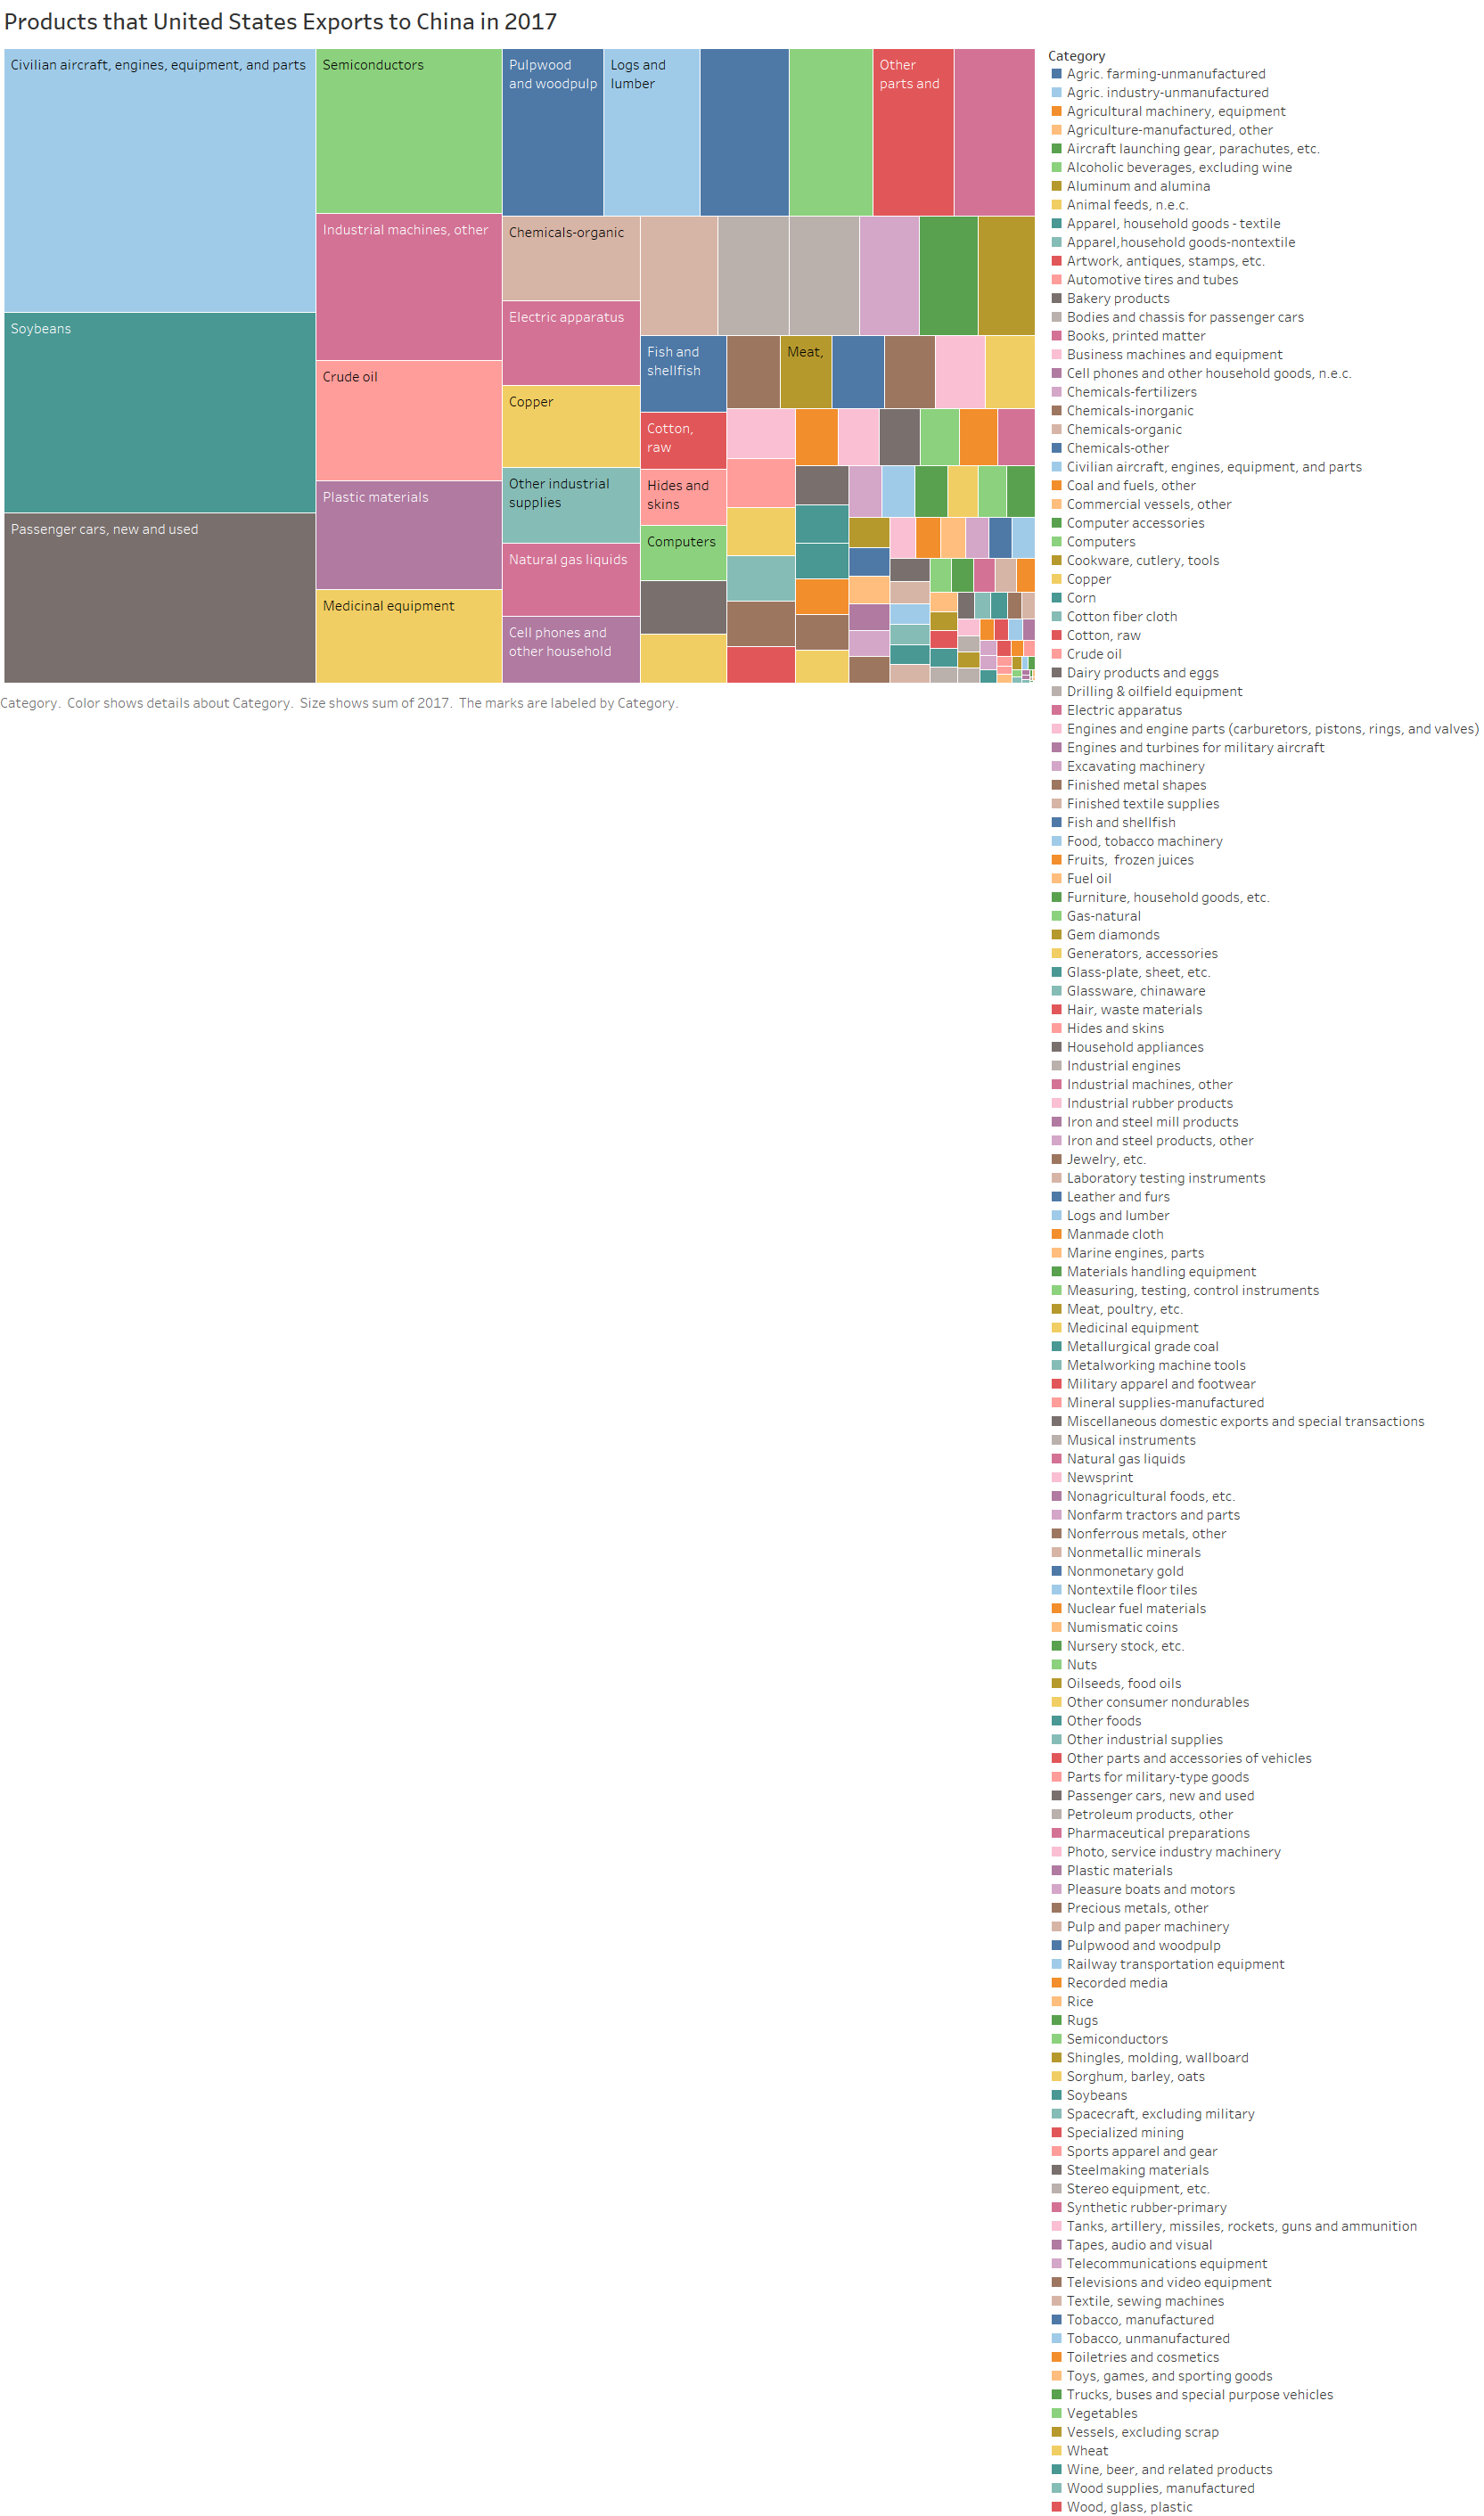 Products that United States Exports to China in 2017
Civilian aircraft, engines, equipment, and parts
Soybeans
Passenger cars, new and used
Semiconductors
Industrial machines, other
Crude oil
Plastic materials
Medicinal equipment
Pulpwood
and woodpulp
Logs and
lumber
Other
parts and
Chemicals-organic
Electric apparatus
Copper
Other industrial
supplies
Natural gas liquids
Cell phones and
other household
Fish and
shellfish
Cotton,
raw
Hides and
skins
Computers
Meat,
Category. Color shows details about Category. Size shows sum of 2017. The marks are labeled by Category.
Category
Agric. farming-unmanufactured
Agric. industry-unmanufactured
Agricultural machinery, equipment
Agriculture-manufactured, other
Aircraft launching gear, parachutes, etc.
Alcoholic beverages, excluding wine
Aluminum and alumina
Animal feeds, n.e.c.
Apparel, household goods - textile
Apparel,household goods-nontextile
Artwork, antiques, stamps, etc.
Automotive tires and tubes
Bakery products
Bodies and chassis for passenger cars
Books, printed matter
Business machines and equipment
Cell phones and other household goods, n.e.c.
Chemicals-fertilizers
Chemicals-inorganic
Chemicals-organic
Chemicals-other
Civilian aircraft, engines, equipment, and parts
Coal and fuels, other
Commercial vessels, other
Computer accessories
Computers
Cookware, cutlery, tools
Copper
Corn
Cotton fiber cloth
Cotton, raw
Crude oil
Dairy products and eggs
Drilling & oilfield equipment
Electric apparatus
Engines and engine parts (carburetors, pistons, rings, and valves)
Engines and turbines for military aircraft
Excavating machinery
Finished metal shapes
Finished textile supplies
Fish and shellfish
Food, tobacco machinery
Fruits,  frozen juices
Fuel oil
Furniture, household goods, etc.
Gas-natural
Gem diamonds
Generators, accessories
Glass-plate, sheet, etc.
Glassware, chinaware
Hair, waste materials
Hides and skins
Household appliances
Industrial engines
Industrial machines, other
Industrial rubber products
Iron and steel mill products
Iron and steel products, other
Jewelry, etc.
Laboratory testing instruments
Leather and furs
Logs and lumber
Manmade cloth
Marine engines, parts
Materials handling equipment
Measuring, testing, control instruments
Meat, poultry, etc.
Medicinal equipment
Metallurgical grade coal
Metalworking machine tools
Military apparel and footwear
Mineral supplies-manufactured
Miscellaneous domestic exports and special transactions
Musical instruments
Natural gas liquids
Newsprint
Nonagricultural foods, etc.
Nonfarm tractors and parts
Nonferrous metals, other
Nonmetallic minerals
Nonmonetary gold
Nontextile floor tiles
Nuclear fuel materials
Numismatic coins
Nursery stock, etc.
Nuts
Oilseeds, food oils
Other consumer nondurables
Other foods
Other industrial supplies
Other parts and accessories of vehicles
Parts for military-type goods
Passenger cars, new and used
Petroleum products, other
Pharmaceutical preparations
Photo, service industry machinery
Plastic materials
Pleasure boats and motors
Precious metals, other
Pulp and paper machinery
Pulpwood and woodpulp
Railway transportation equipment
Recorded media
Rice
Rugs
Semiconductors
Shingles, molding, wallboard
Sorghum, barley, oats
Soybeans
Spacecraft, excluding military
Specialized mining
Sports apparel and gear
Steelmaking materials
Stereo equipment, etc.
Synthetic rubber-primary
Tanks, artillery, missiles, rockets, guns and ammunition
Tapes, audio and visual
Telecommunications equipment
Televisions and video equipment
Textile, sewing machines
Tobacco, manufactured
Tobacco, unmanufactured
Toiletries and cosmetics
Toys, games, and sporting goods
Trucks, buses and special purpose vehicles
Vegetables
Vessels, excluding scrap
Wheat
Wine, beer, and related products
Wood supplies, manufactured
Wood, glass, plastic